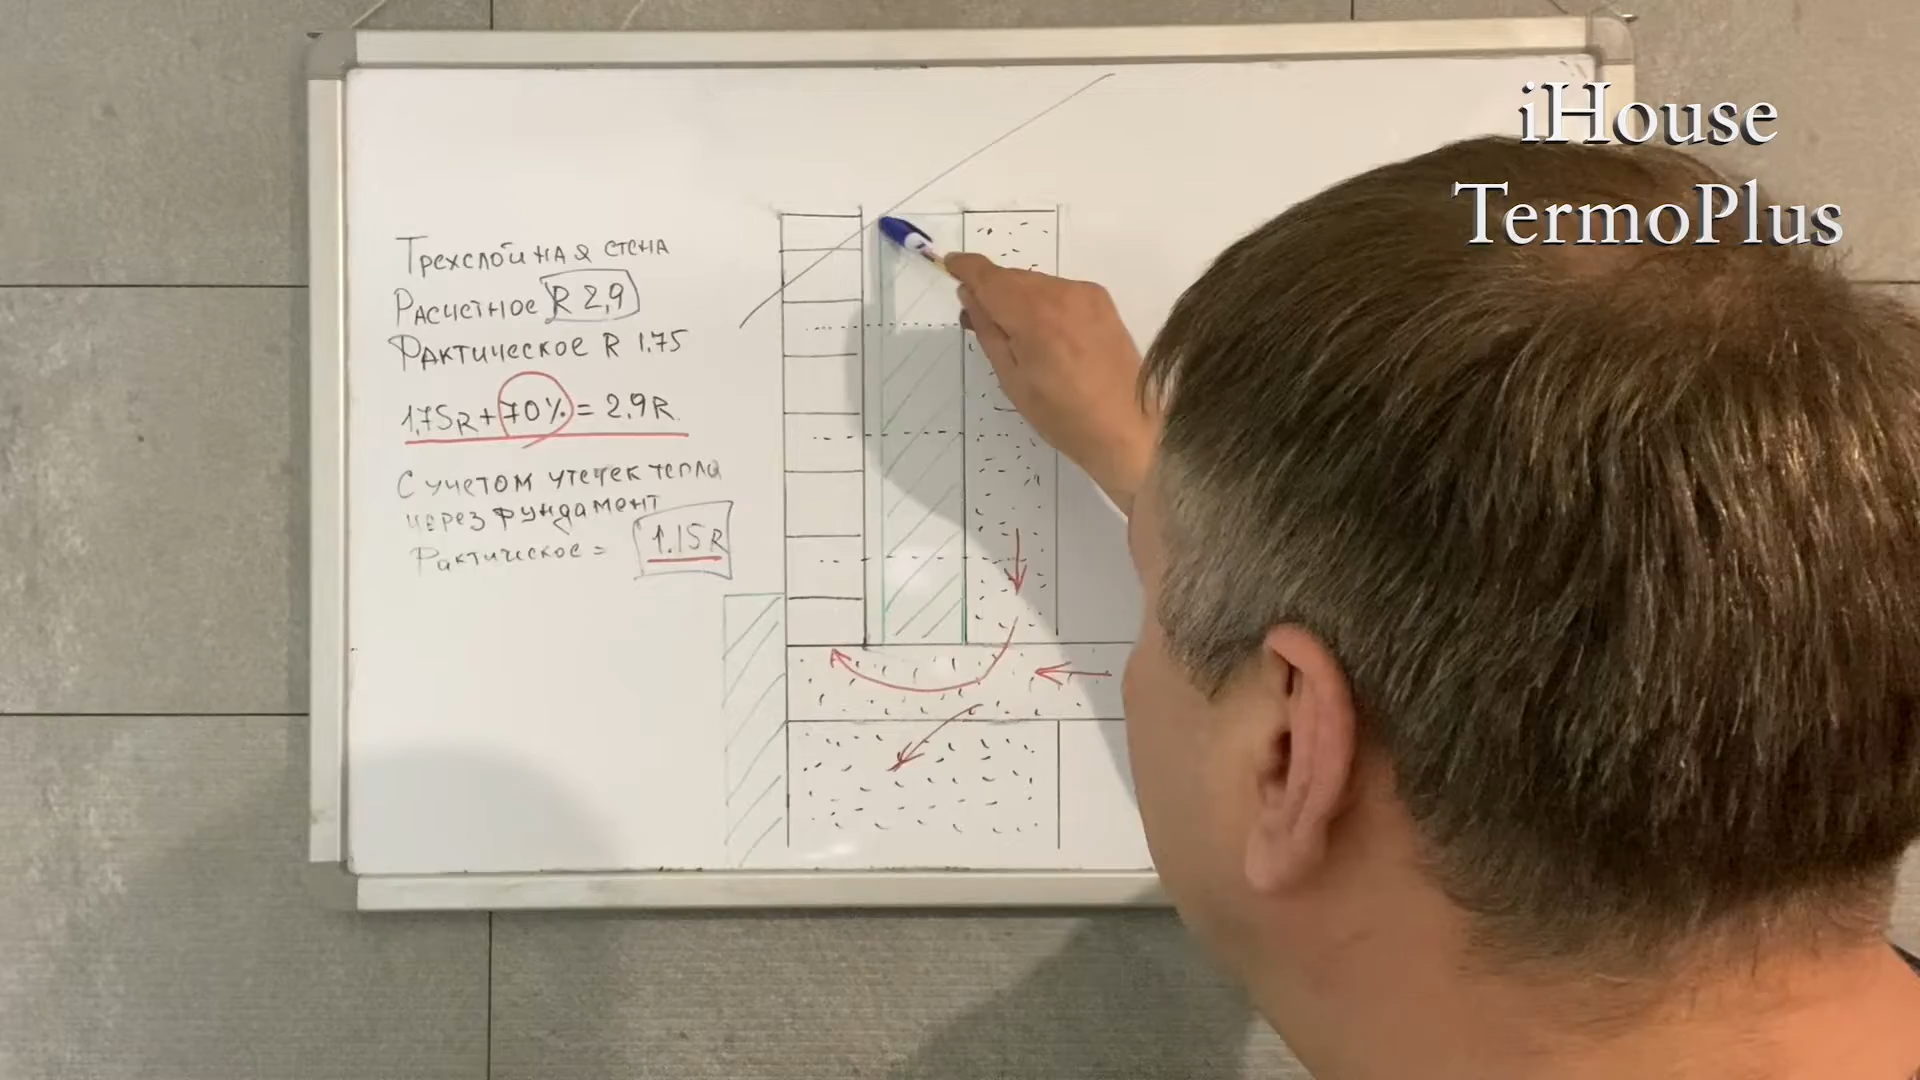 iHouse
TermoPlus
Трехслойная стена
Расчетное R 2,9
Фактическое R 1.75
1,75R + 70% = 2.9R.
С учетом утечек тепла
через фундамент
Фактическое = 1.15R